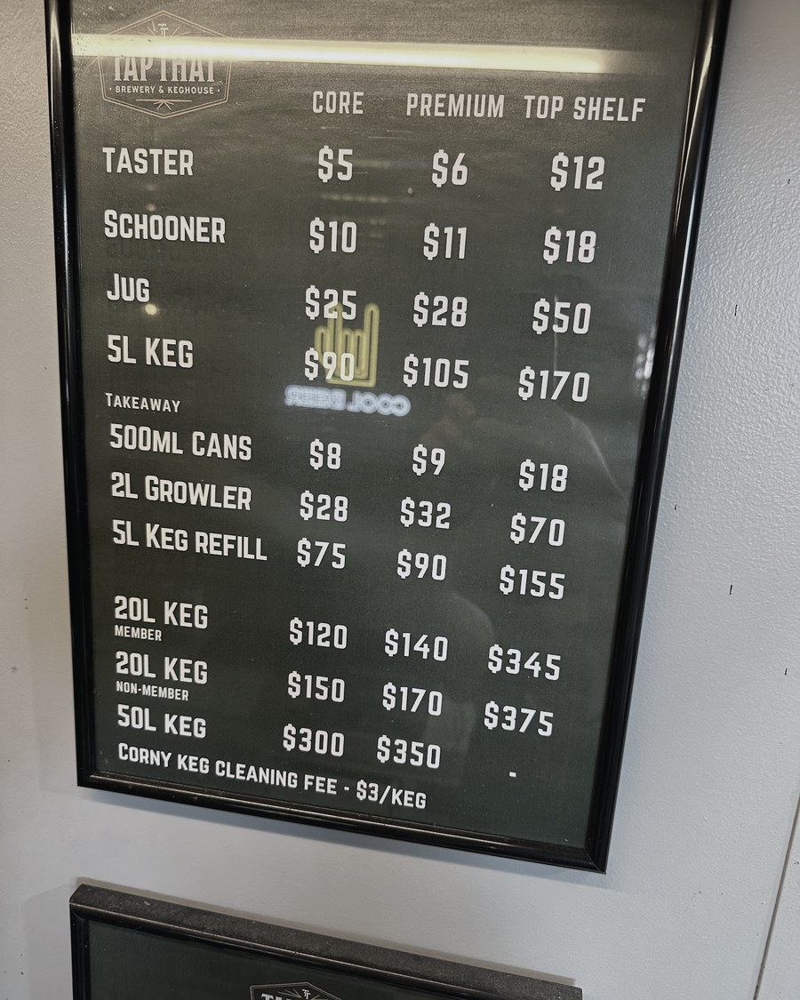 TAP THAT
BREWERY & KEGHOUSE
CORE PREMIUM TOP SHELF
TASTER $5 $6 $12
SCHOONER $10 $11 $18
JUG $25 $28 $50
5L KEG $90 $105 $170
COOL BEER
TAKEAWAY
500ML CANS $8 $9 $18
2L GROWLER $28 $32 $70
5L KEG REFILL $75 $90 $155
20L KEG $120 $140 $345
MEMBER
20L KEG $150 $170 $375
NON-MEMBER
50L KEG $300 $350 -
CORNY KEG CLEANING FEE - $3/KEG